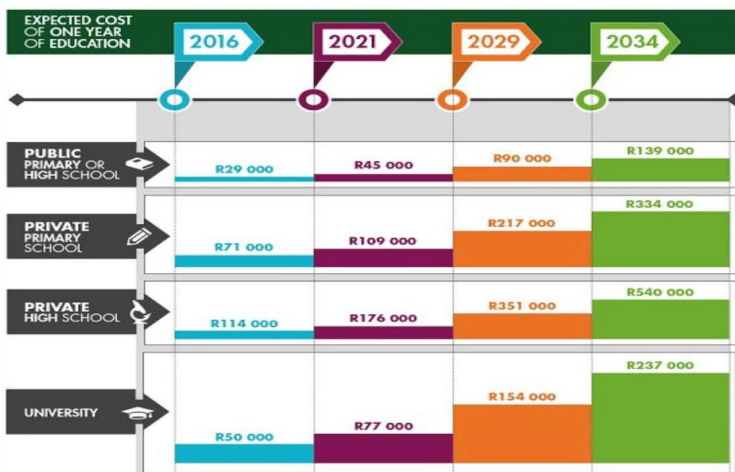 EXPECTED COST
OF ONE YEAR
OF EDUCATION
2016
2021
2029
2034
PUBLIC
PRIMARY OR
HIGH SCHOOL
R29 000
R45 000
R90 000
R139 000
PRIVATE
PRIMARY
SCHOOL
R71 000
R109 000
R217 000
R334 000
PRIVATE
HIGH SCHOOL
R114 000
R176 000
R351 000
R540 000
UNIVERSITY
R50 000
R77 000
R154 000
R237 000